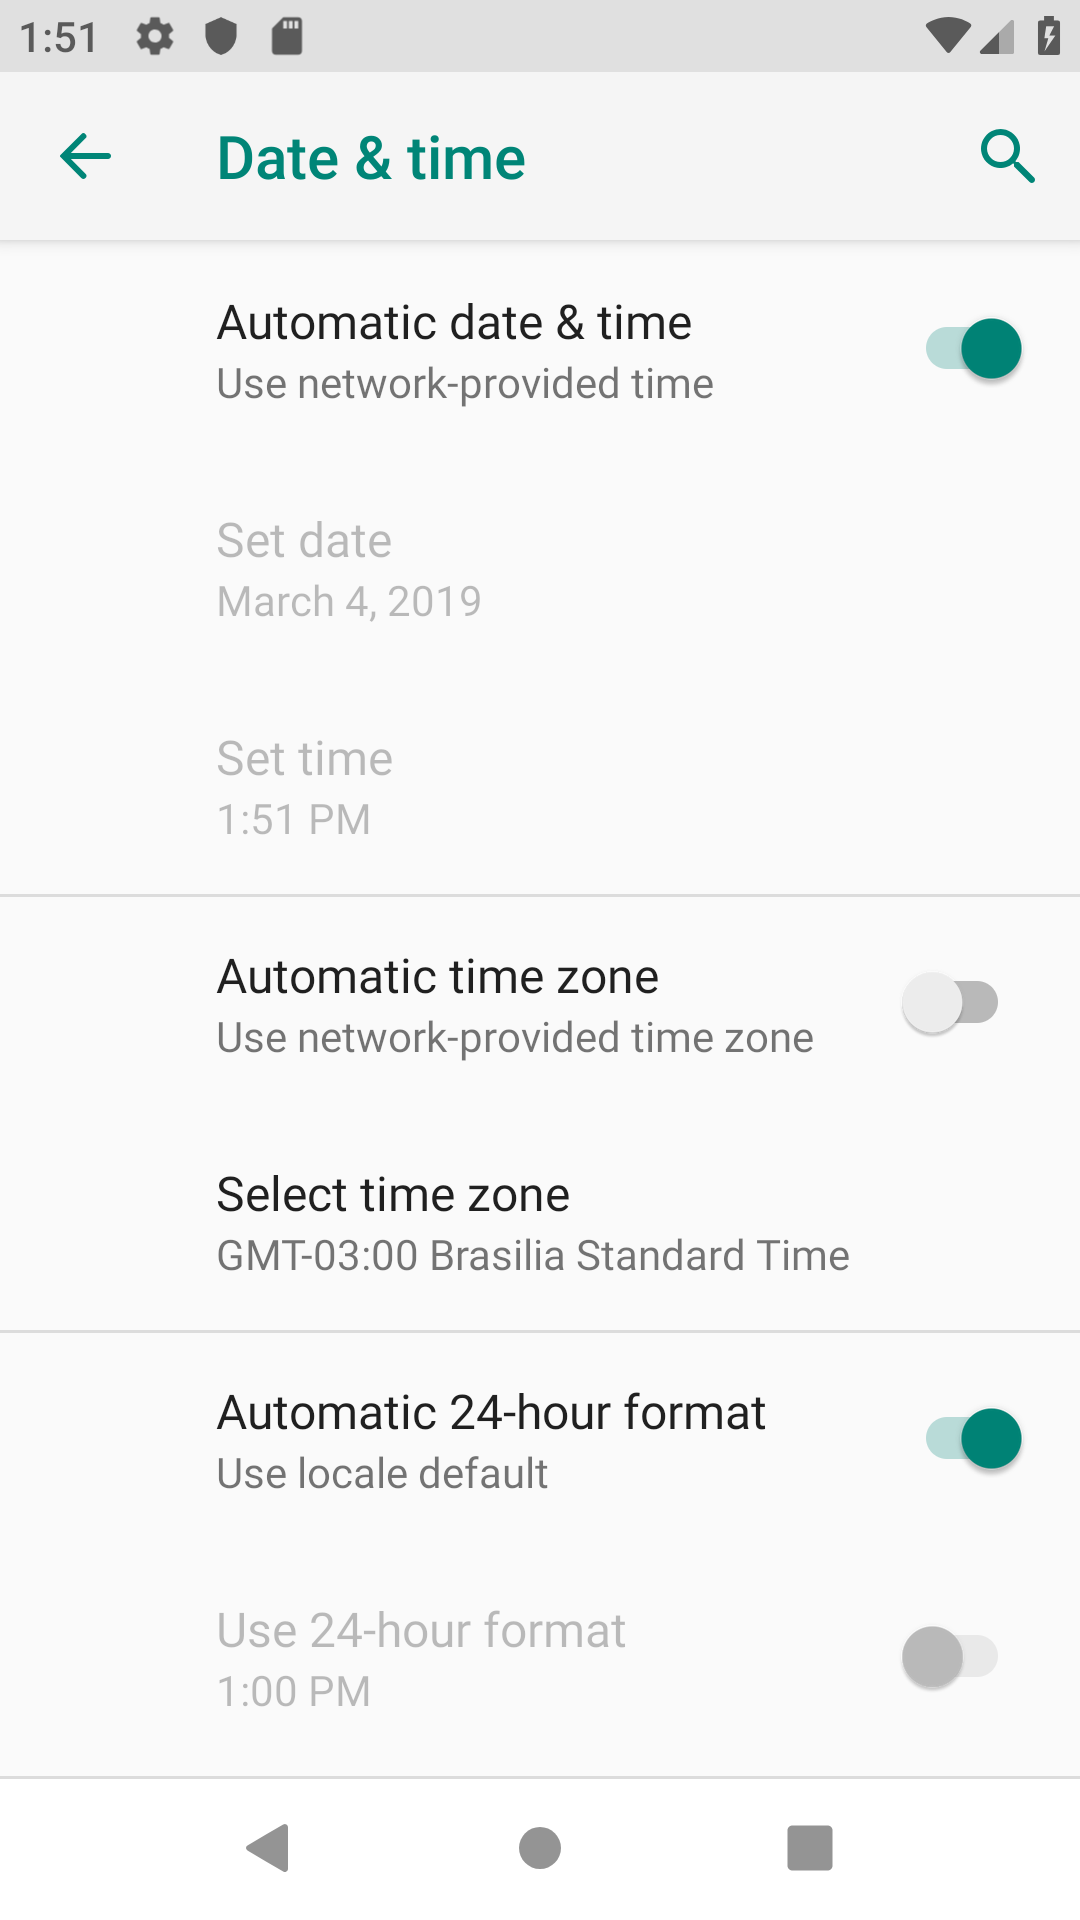 1:51
Date & time
Automatic date & time
Use network-provided time
Set date
March 4, 2019
Set time
1:51 PM
Automatic time zone
Use network-provided time zone
Select time zone
GMT-03:00 Brasilia Standard Time
Automatic 24-hour format
Use locale default
Use 24-hour format
1:00 PM